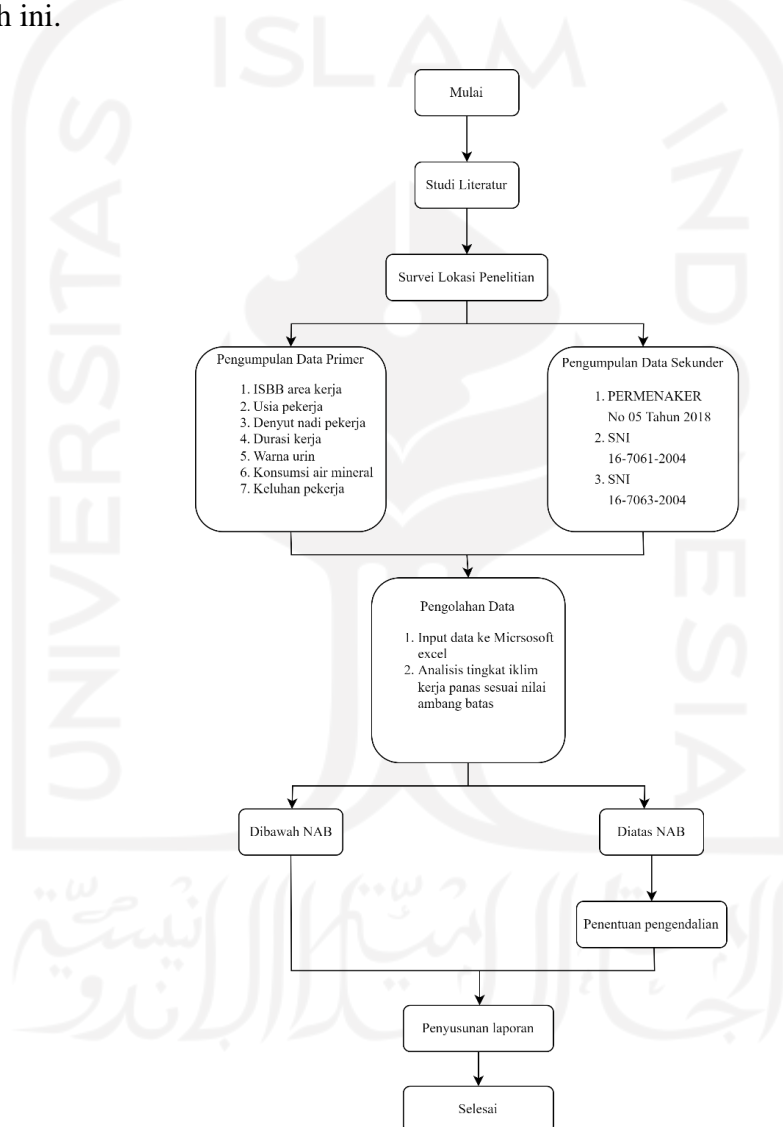 h ini.
ISLAM
UNIVERSITAS
INDONESIA
Mulai
Studi Literatur
Survei Lokasi Penelitian
Pengumpulan Data Primer
1. ISBB area kerja
2. Usia pekerja
3. Denyut nadi pekerja
4. Durasi kerja
5. Warna urin
6. Konsumsi air mineral
7. Keluhan pekerja
Pengumpulan Data Sekunder
1. PERMENAKER
No 05 Tahun 2018
2. SNI
16-7061-2004
3. SNI
16-7063-2004
Pengolahan Data
1. Input data ke Micrsosoft
excel
2. Analisis tingkat iklim
kerja panas sesuai nilai
ambang batas
Dibawah NAB
Diatas NAB
Penentuan pengendalian
Penyusunan laporan
Selesai